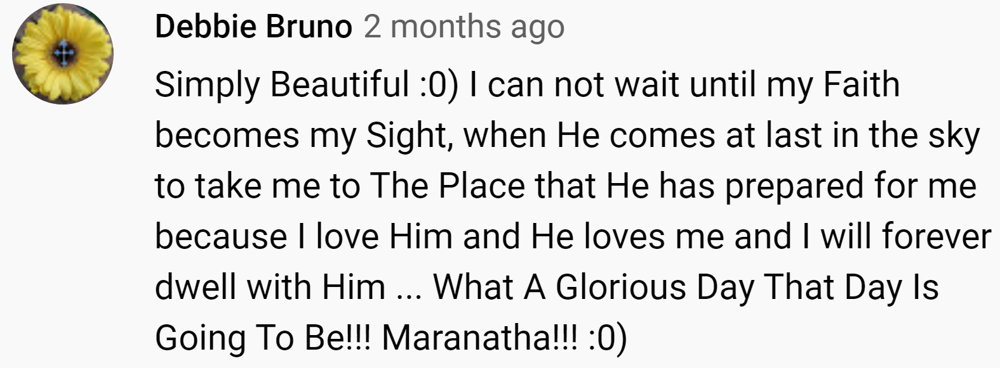 Debbie Bruno 2 months ago
Simply Beautiful :0) I can not wait until my Faith
becomes my Sight, when He comes at last in the sky
to take me to The Place that He has prepared for me
because I love Him and He loves me and I will forever
dwell with Him ... What A Glorious Day That Day Is
Going To Be!!! Maranatha!!! :0)